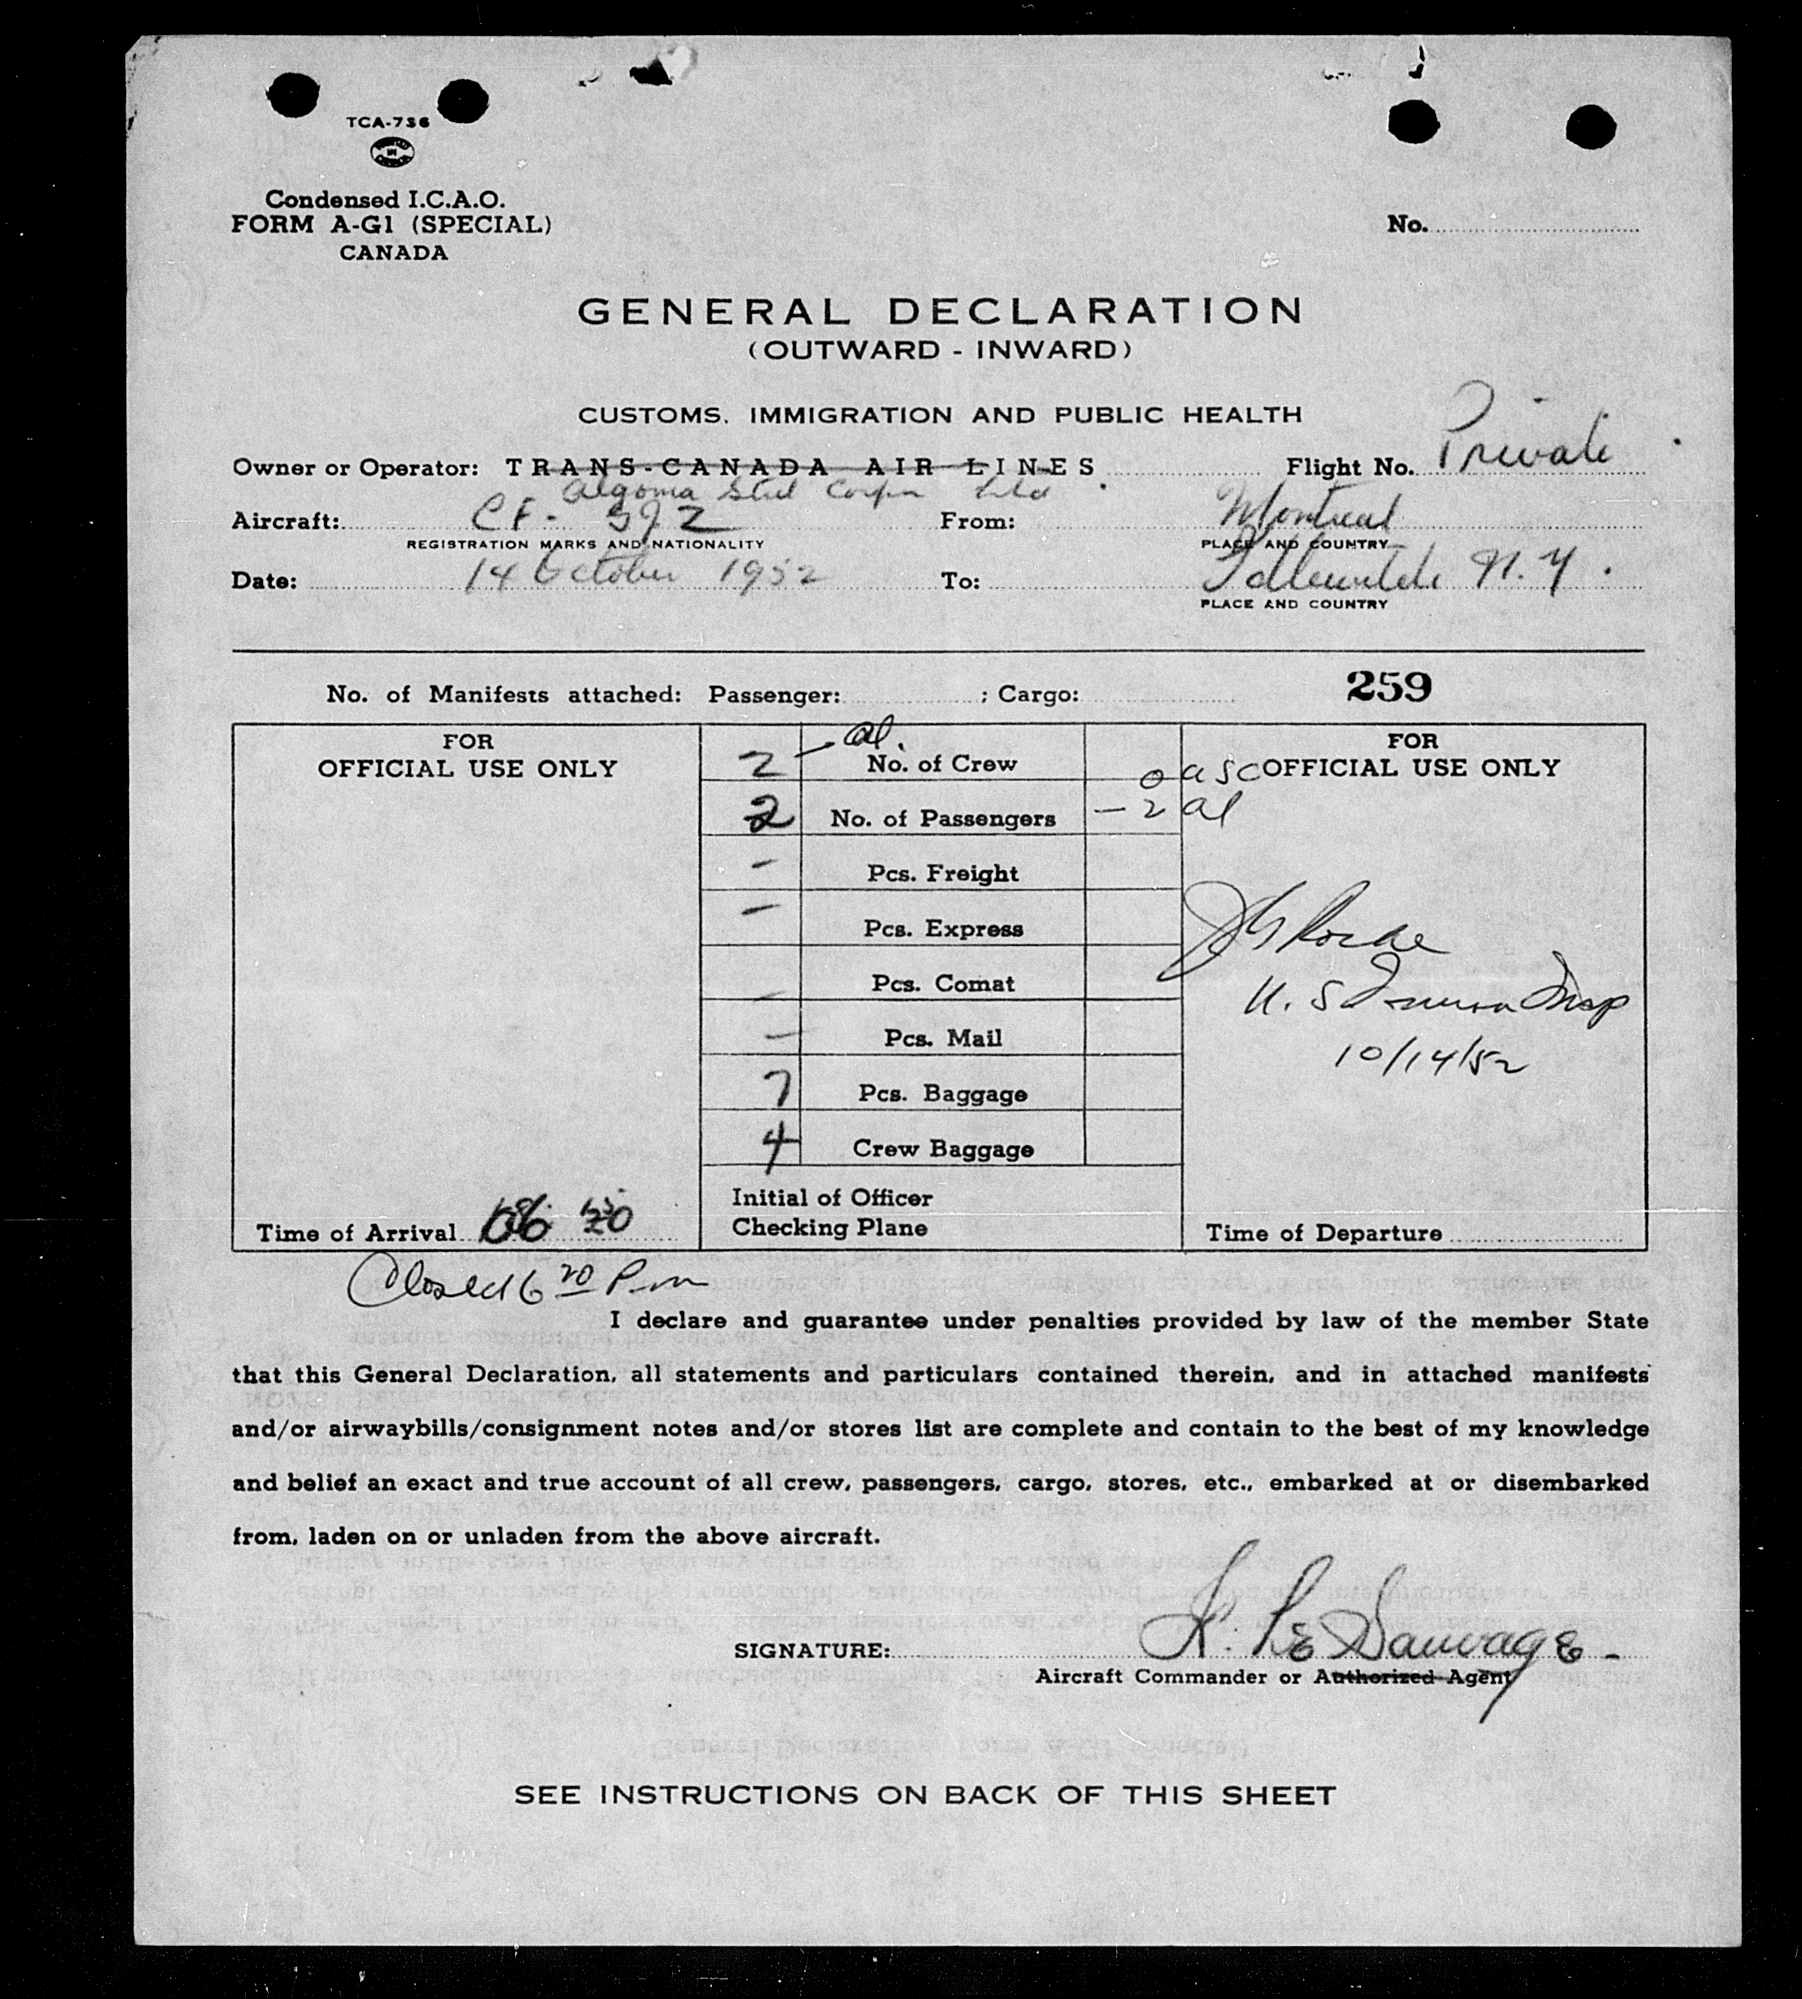 TCA-736
Condensed I.C.A.O.
FORM A-G1 (SPECIAL)
CANADA
No.
GENERAL DECLARATION
(OUTWARD - INWARD)
CUSTOMS, IMMIGRATION AND PUBLIC HEALTH
Owner or Operator: TRANS-CANADA AIR LINES Flight No. Private
Algoma Steel Corpn Ltd
Aircraft: CF- From: Montreal
REGISTRATION MARKS AND NATIONALITY PLACE AND COUNTRY
Date: 14 October 1952 To: Idlewild N.Y.
PLACE AND COUNTRY
No. of Manifests attached: Passenger: ; Cargo: 259
FOR
OFFICIAL USE ONLY
2 – al. No. of Crew
2 No. of Passengers – 2 al
0 a SC
– Pcs. Freight
– Pcs. Express
– Pcs. Comat
– Pcs. Mail
7 Pcs. Baggage
4 Crew Baggage
Initial of Officer
Checking Plane
Time of Arrival
FOR
OFFICIAL USE ONLY
U. S Insp
10/14/52
Time of Departure
Closed 6 20 P.m
I declare and guarantee under penalties provided by law of the member State
that this General Declaration, all statements and particulars contained therein, and in attached manifests
and/or airwaybills/consignment notes and/or stores list are complete and contain to the best of my knowledge
and belief an exact and true account of all crew, passengers, cargo, stores, etc., embarked at or disembarked
from, laden on or unladen from the above aircraft.
SIGNATURE: K. Le Sauvage -
Aircraft Commander or Authorized Agent
SEE INSTRUCTIONS ON BACK OF THIS SHEET